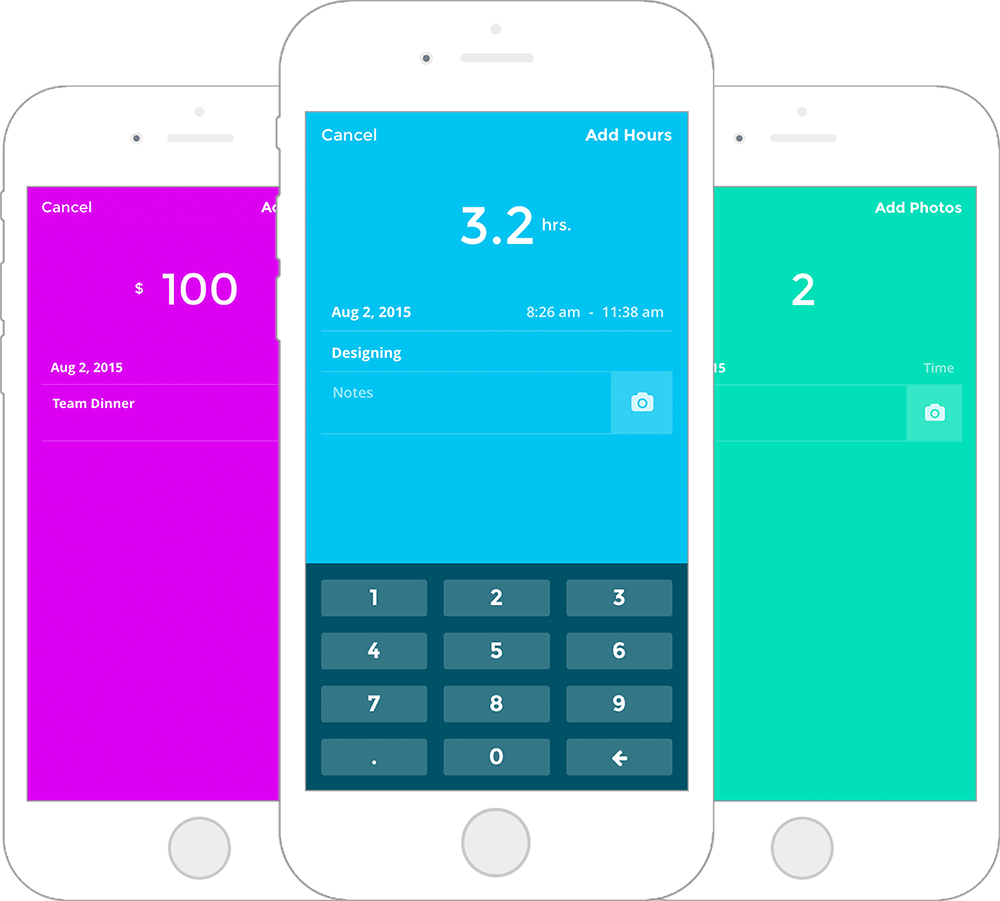 Cancel
$ 100
Aug 2, 2015
Team Dinner
Cancel Add Hours
3.2 hrs.
Aug 2, 2015 8:26 am - 11:38 am
Designing
Notes
1 2 3
4 5 6
7 8 9
. 0 ←
Add Photos
2
15 Time